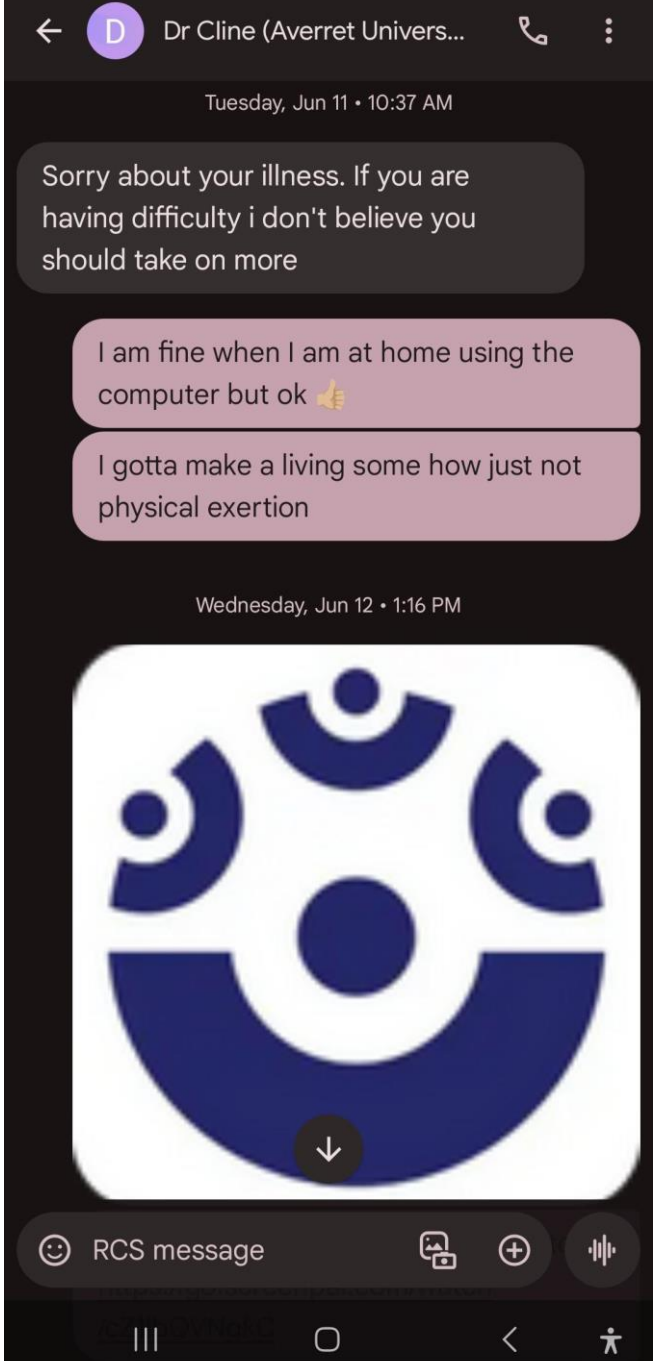 D
Dr Cline (Averret Univers...
Tuesday, Jun 11 • 10:37 AM
Sorry about your illness. If you are
having difficulty i don't believe you
should take on more
I am fine when I am at home using the
computer but ok 👍🏼
I gotta make a living some how just not
physical exertion
Wednesday, Jun 12 • 1:16 PM
RCS message